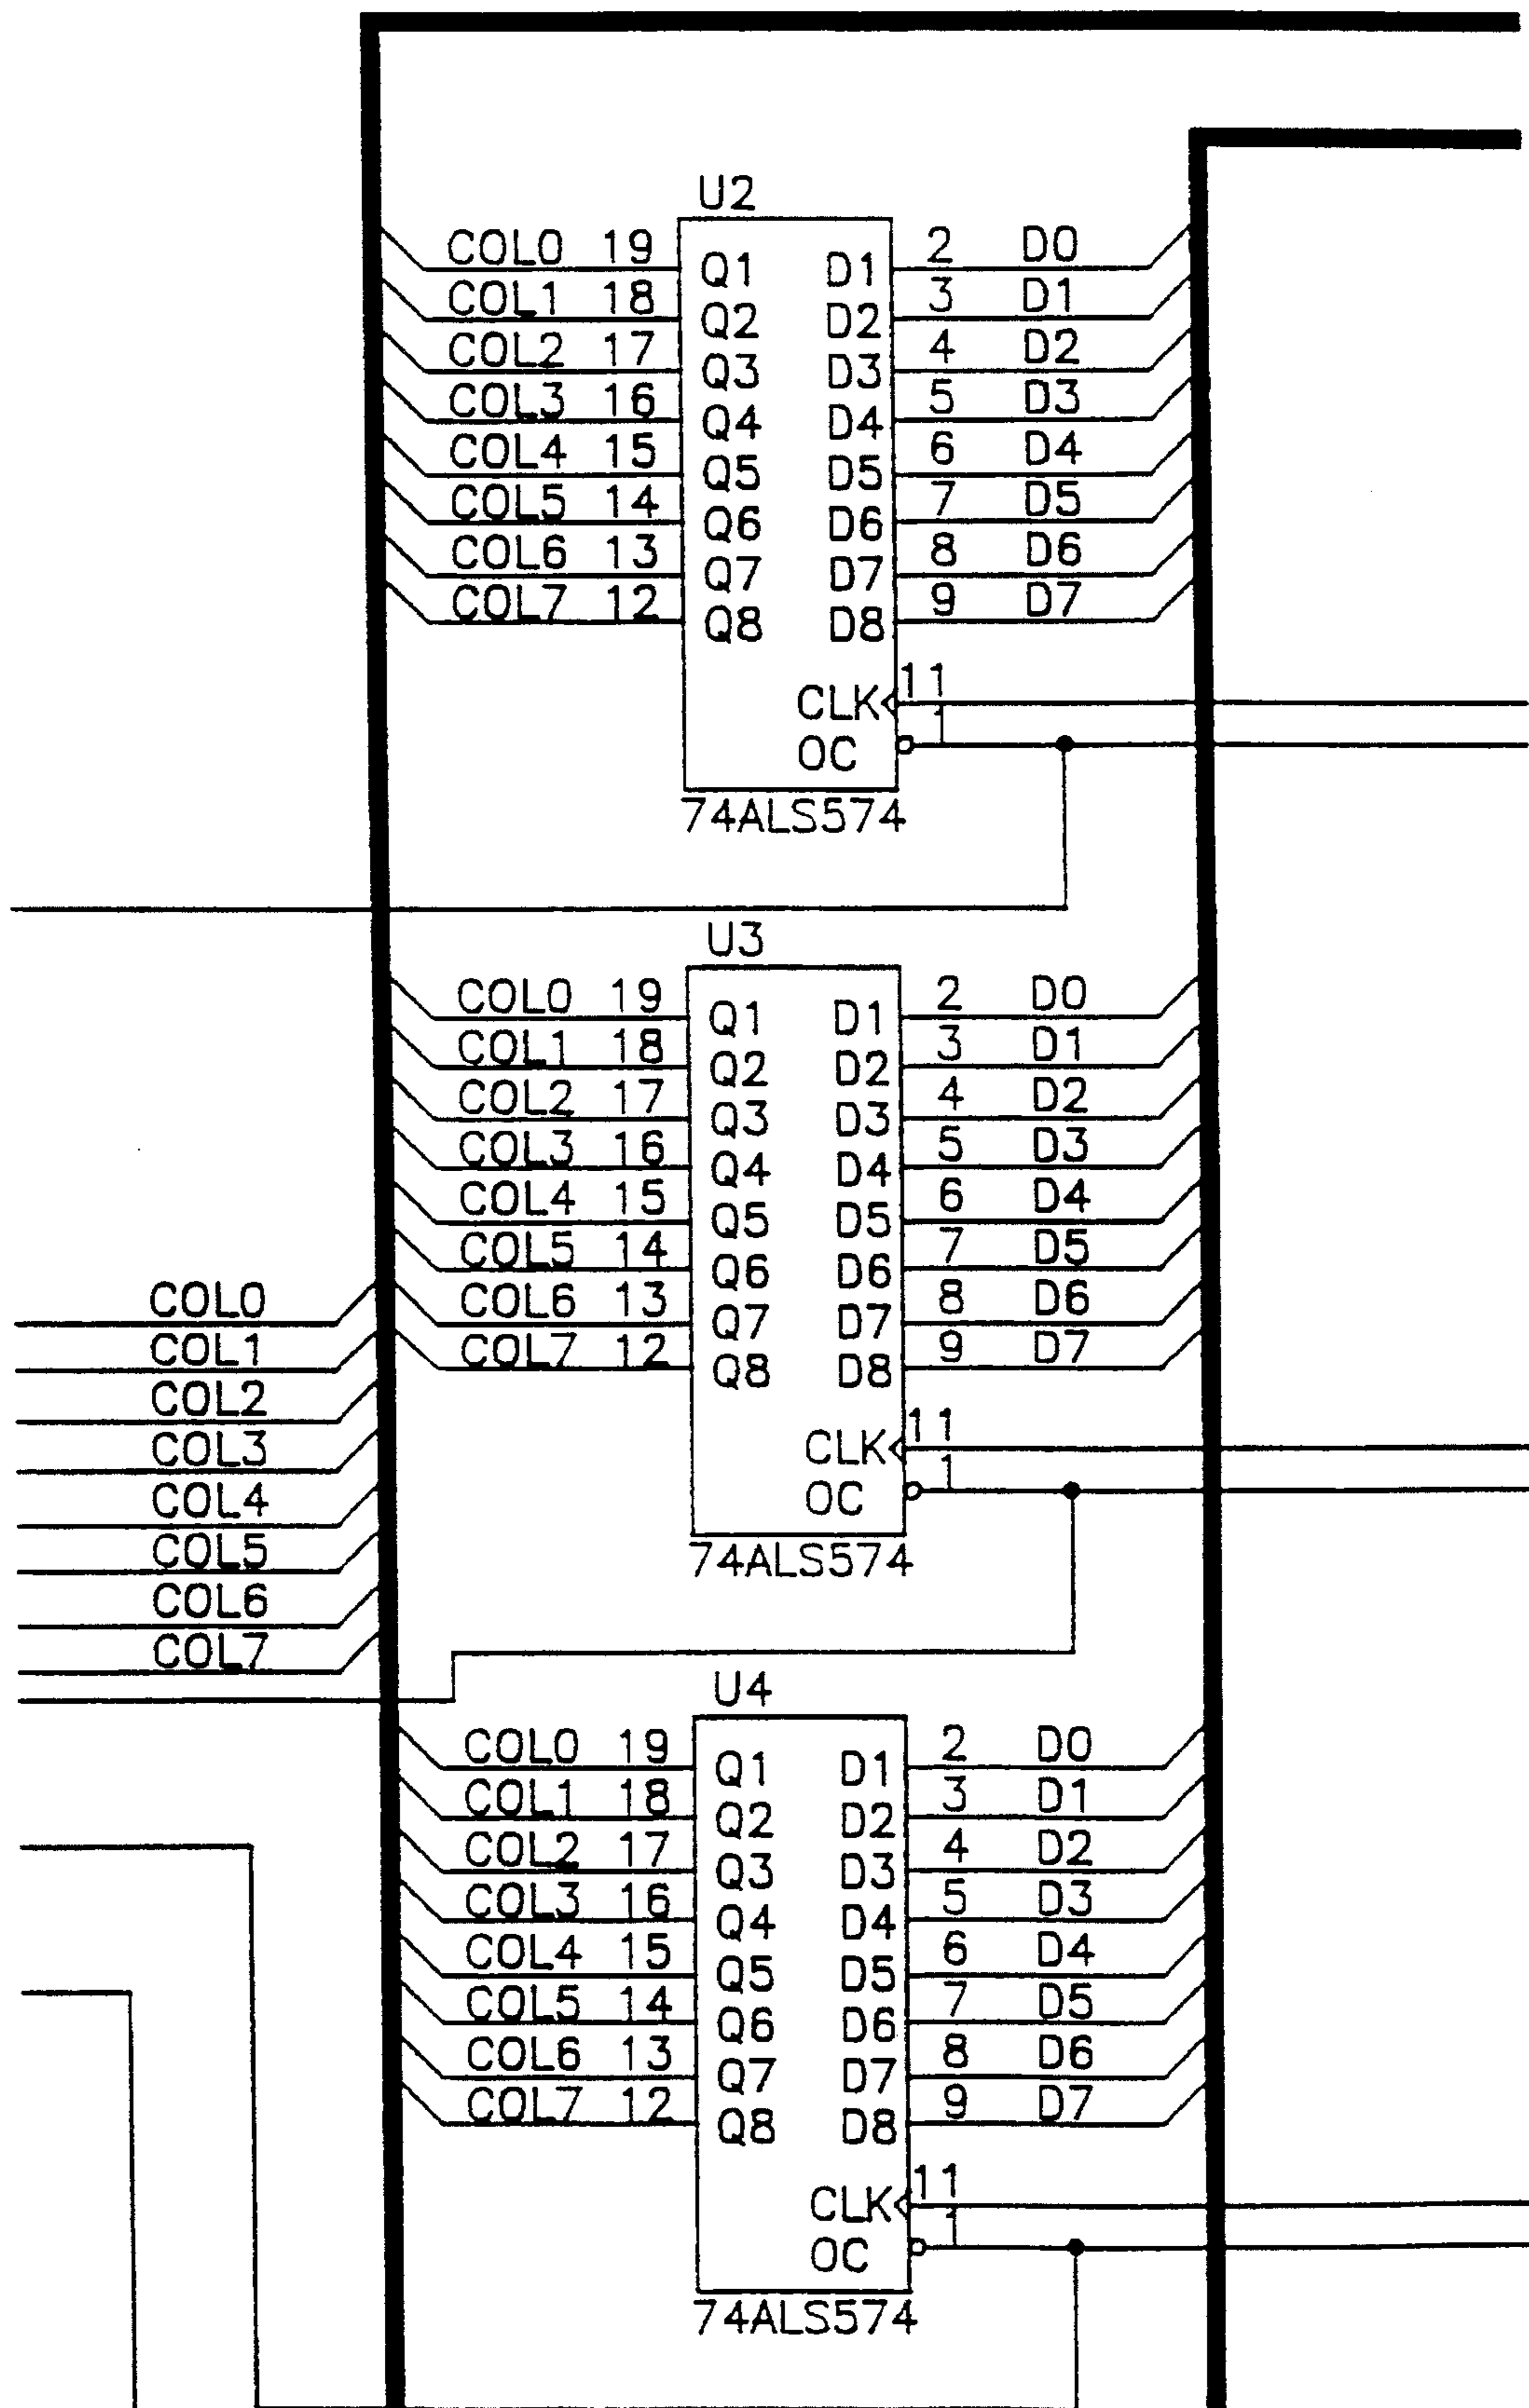 U2
COL0 19 Q1 D1 2 D0
COL1 18 Q2 D2 3 D1
COL2 17 Q3 D3 4 D2
COL3 16 Q4 D4 5 D3
COL4 15 Q5 D5 6 D4
COL5 14 Q6 D6 7 D5
COL6 13 Q7 D7 8 D6
COL7 12 Q8 D8 9 D7
CLK 11
OC 1
74ALS574
U3
COL0 19 Q1 D1 2 D0
COL1 18 Q2 D2 3 D1
COL2 17 Q3 D3 4 D2
COL3 16 Q4 D4 5 D3
COL4 15 Q5 D5 6 D4
COL5 14 Q6 D6 7 D5
COL6 13 Q7 D7 8 D6
COL7 12 Q8 D8 9 D7
CLK 11
OC 1
74ALS574
COL0
COL1
COL2
COL3
COL4
COL5
COL6
COL7
U4
COL0 19 Q1 D1 2 D0
COL1 18 Q2 D2 3 D1
COL2 17 Q3 D3 4 D2
COL3 16 Q4 D4 5 D3
COL4 15 Q5 D5 6 D4
COL5 14 Q6 D6 7 D5
COL6 13 Q7 D7 8 D6
COL7 12 Q8 D8 9 D7
CLK 11
OC 1
74ALS574